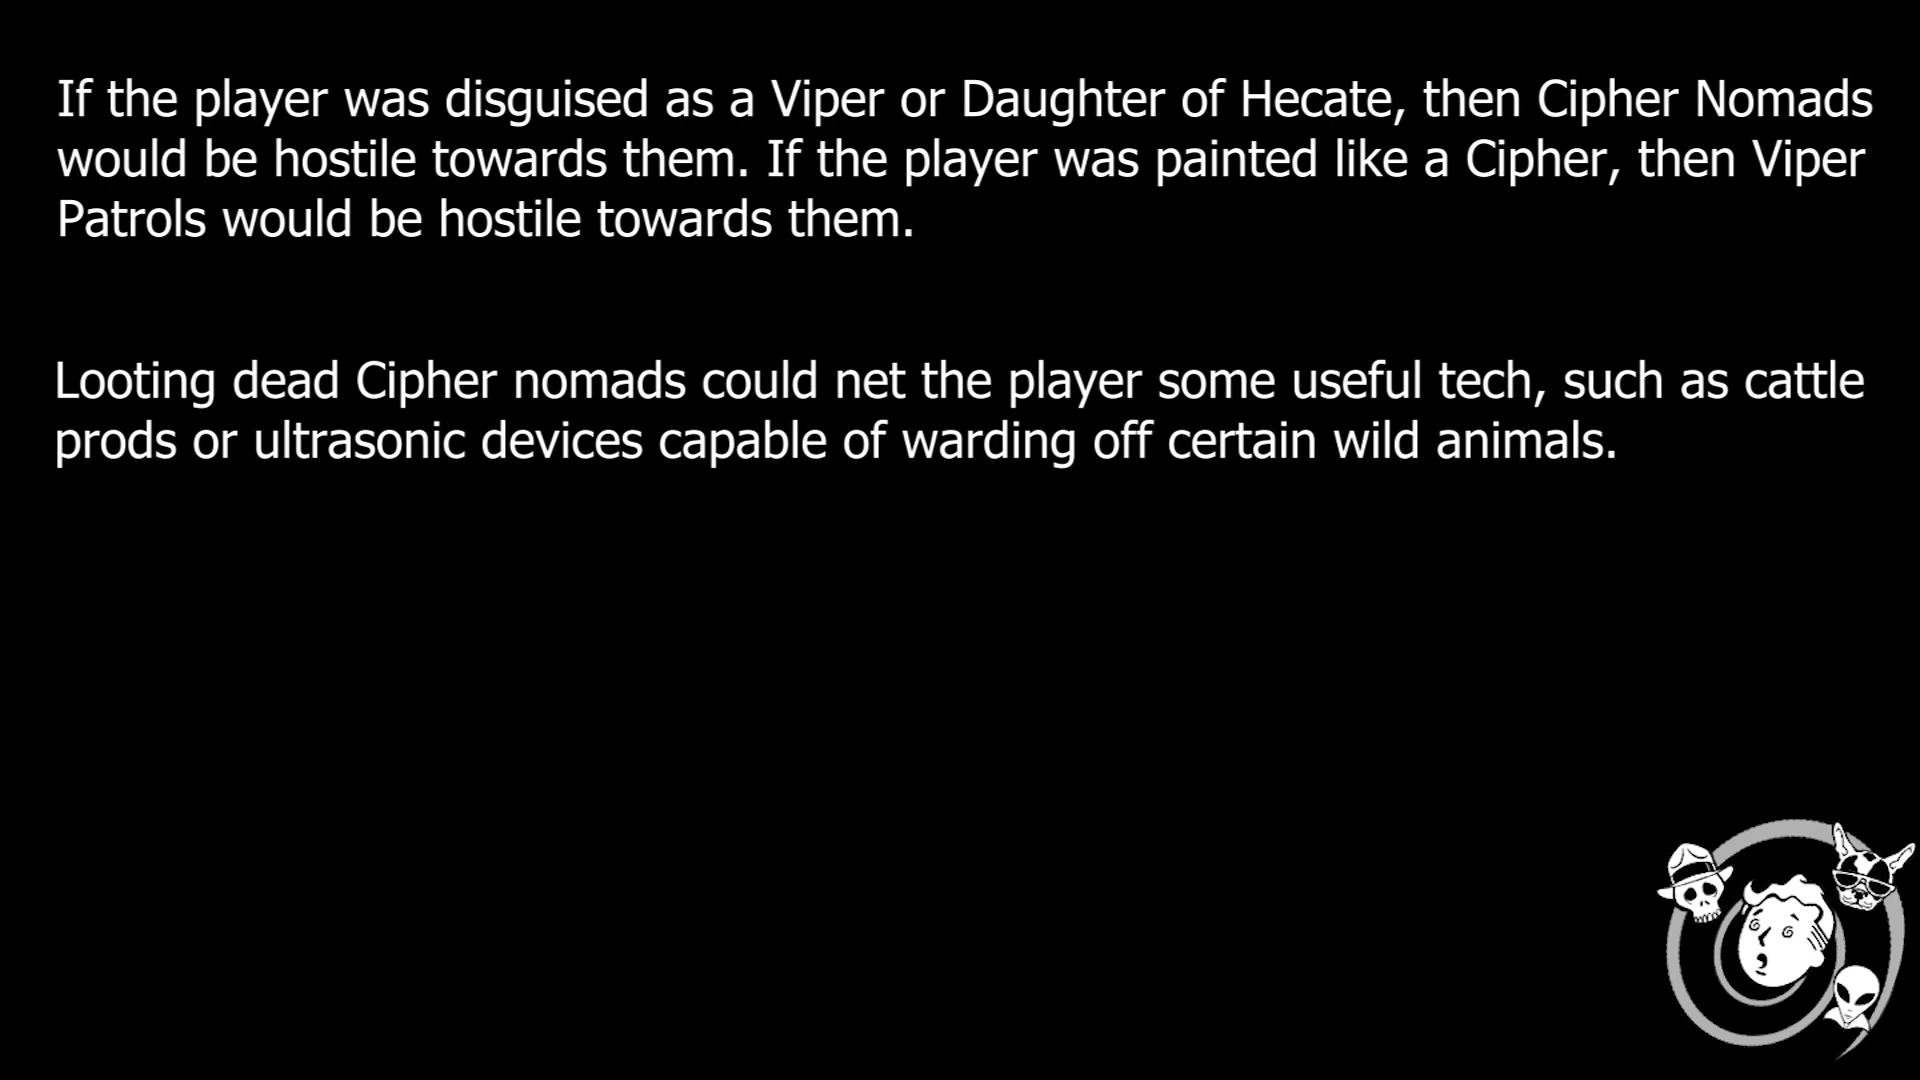 If the player was disguised as a Viper or Daughter of Hecate, then Cipher Nomads
would be hostile towards them. If the player was painted like a Cipher, then Viper
Patrols would be hostile towards them.
Looting dead Cipher nomads could net the player some useful tech, such as cattle
prods or ultrasonic devices capable of warding off certain wild animals.